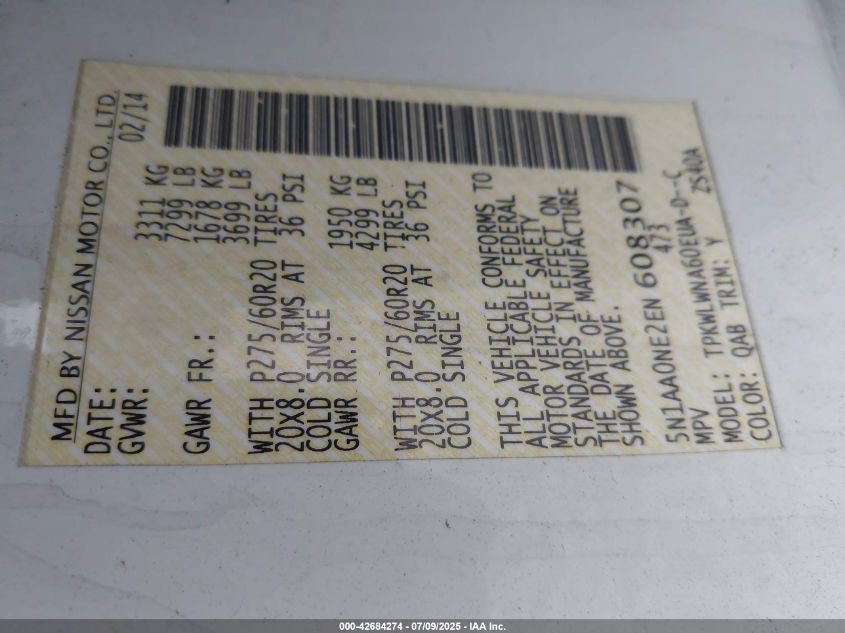 MFD BY NISSAN MOTOR CO., LTD.
DATE: 02/14
GVWR: 3311 KG
7299 LB
GAWR FR.: 1678 KG
3699 LB
WITH P275/60R20 TIRES
20X8.0 RIMS AT 36 PSI
COLD SINGLE
GAWR RR.: 1950 KG
4299 LB
WITH P275/60R20 TIRES
20X8.0 RIMS AT 36 PSI
COLD SINGLE
THIS VEHICLE CONFORMS TO
ALL APPLICABLE FEDERAL
MOTOR VEHICLE SAFETY
STANDARDS IN EFFECT ON
THE DATE OF MANUFACTURE
SHOWN ABOVE.
5N1AA0NE2EN 608307
MPV 473
MODEL: TPKWLWNA60EUA-D--C
COLOR: QAB TRIM: Y 2S40A
000-42684274 - 07/09/2025 - IAA Inc.